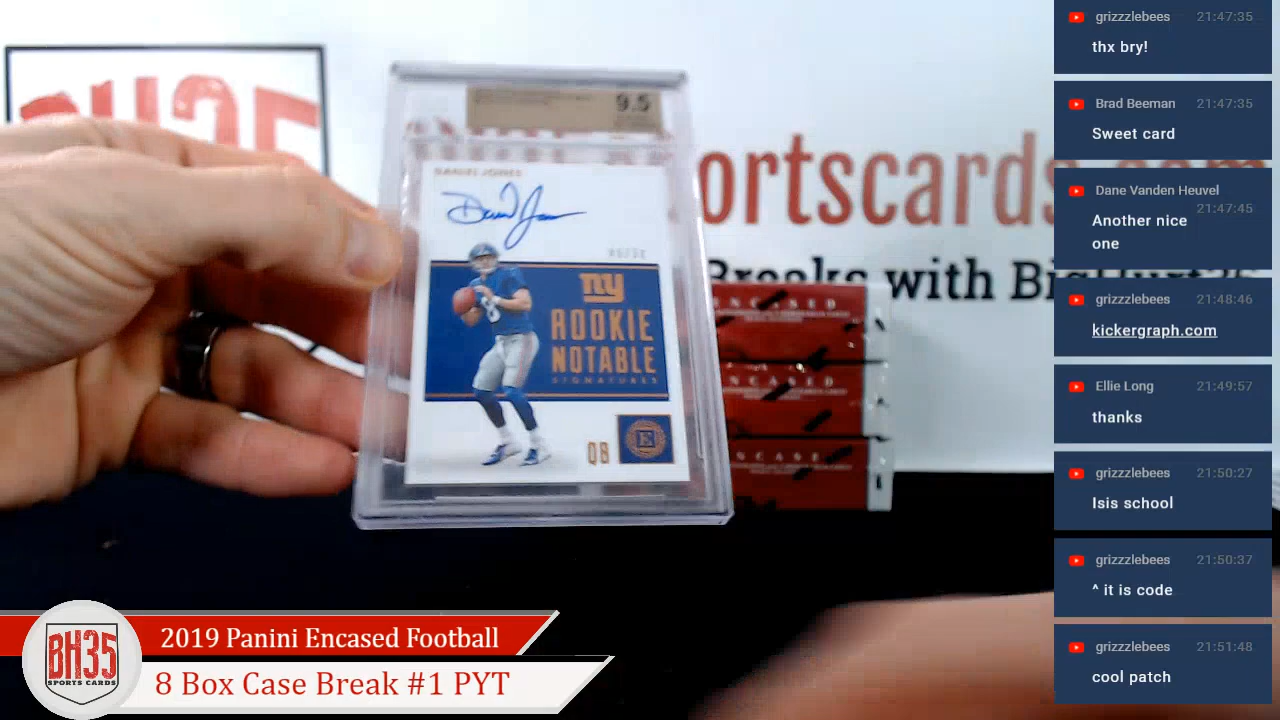 BH35
9.5
DANIEL JONES
ny
ROOKIE
NOTABLE
SIGNATURES
QB
E
ortscards.com
Breaks with Bi
ENCASED
ENCASED
ENCASED
BH35
SPORTS CARDS
2019 Panini Encased Football
8 Box Case Break #1 PYT
grizzzlebees 21:47:35
thx bry!
Brad Beeman 21:47:35
Sweet card
Dane Vanden Heuvel
21:47:45
Another nice
one
grizzzlebees 21:48:46
kickergraph.com
Ellie Long 21:49:57
thanks
grizzzlebees 21:50:27
Isis school
grizzzlebees 21:50:37
^ it is code
grizzzlebees 21:51:48
cool patch